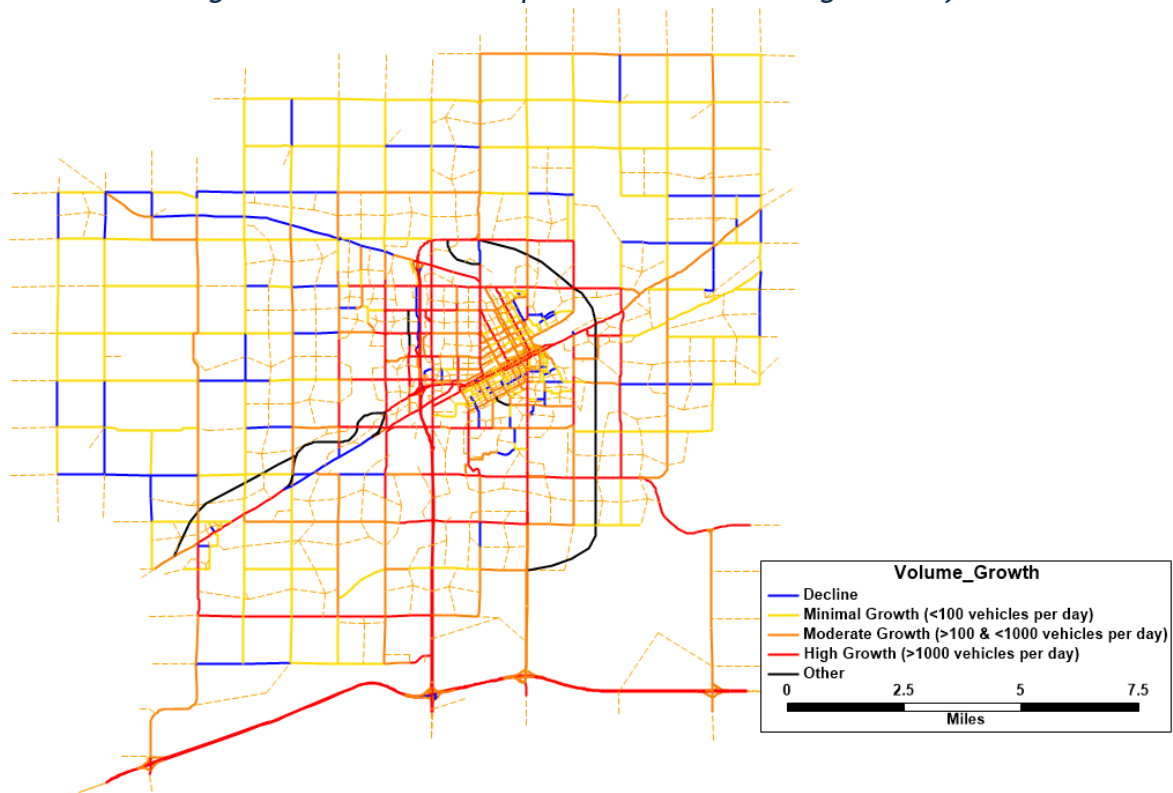 Volume_Growth
Decline
Minimal Growth (<100 vehicles per day)
Moderate Growth (>100 & <1000 vehicles per day)
High Growth (>1000 vehicles per day)
Other
0 2.5 5 7.5
Miles